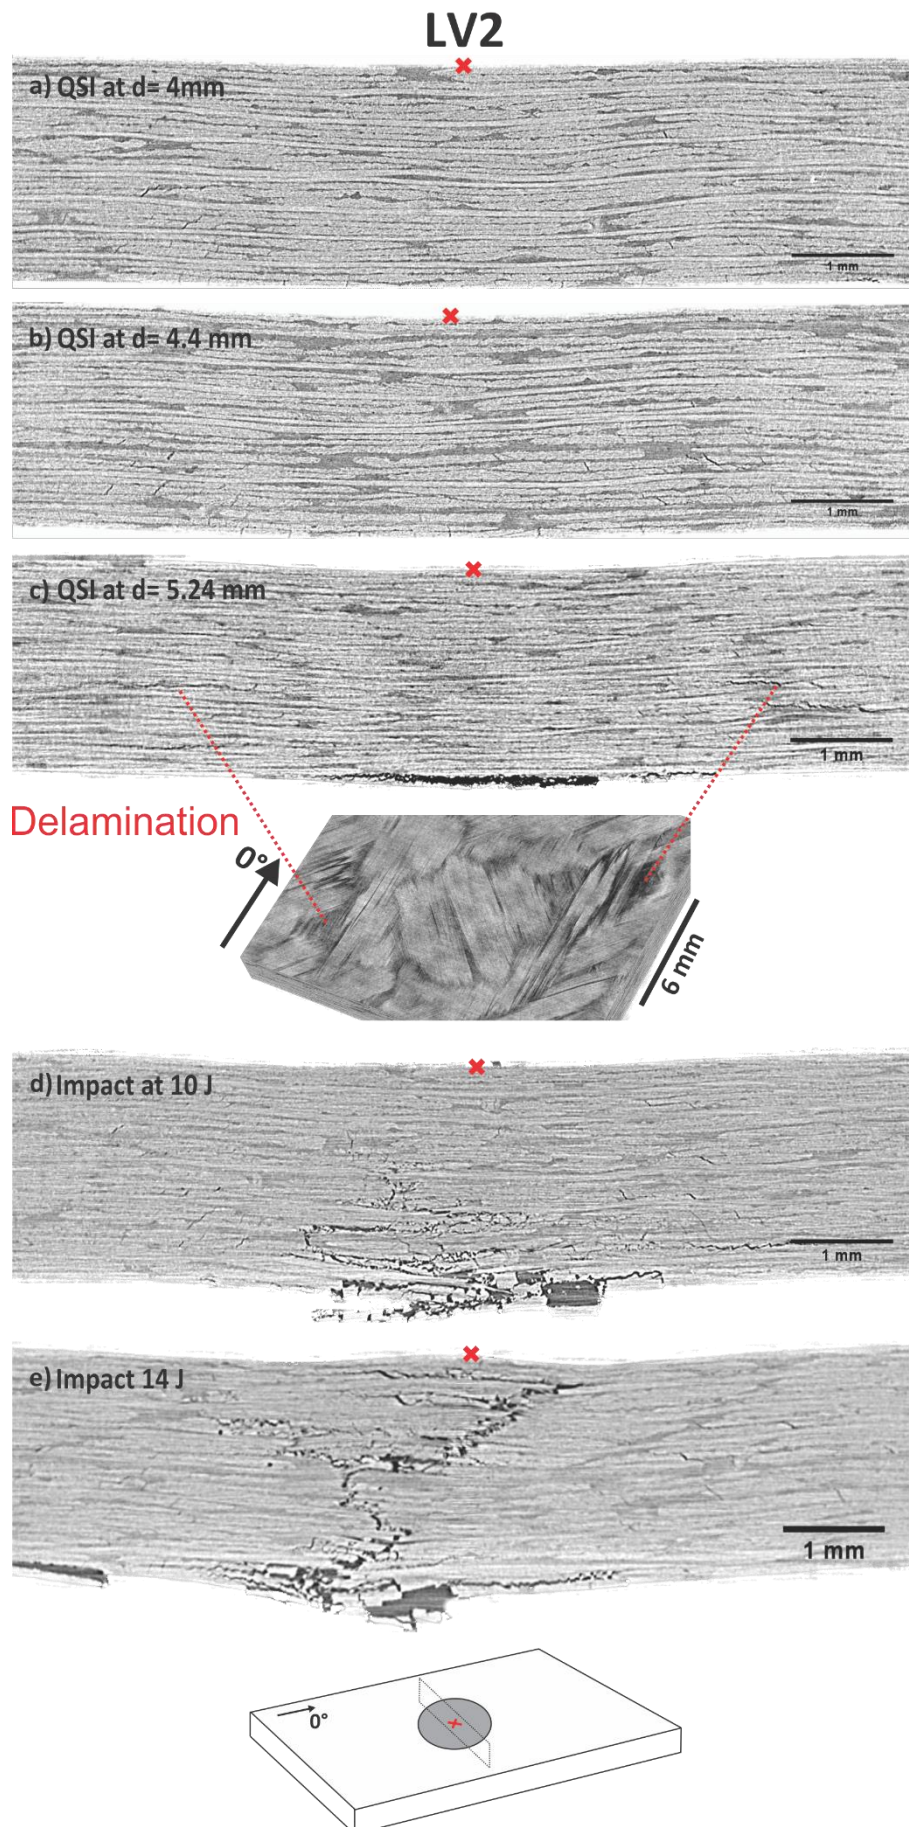 LV2
a) QSI at d= 4mm
1 mm
b) QSI at d= 4.4 mm
1 mm
c) QSI at d= 5.24 mm
1 mm
Delamination
0°
6 mm
d) Impact at 10 J
1 mm
e) Impact 14 J
1 mm
0°